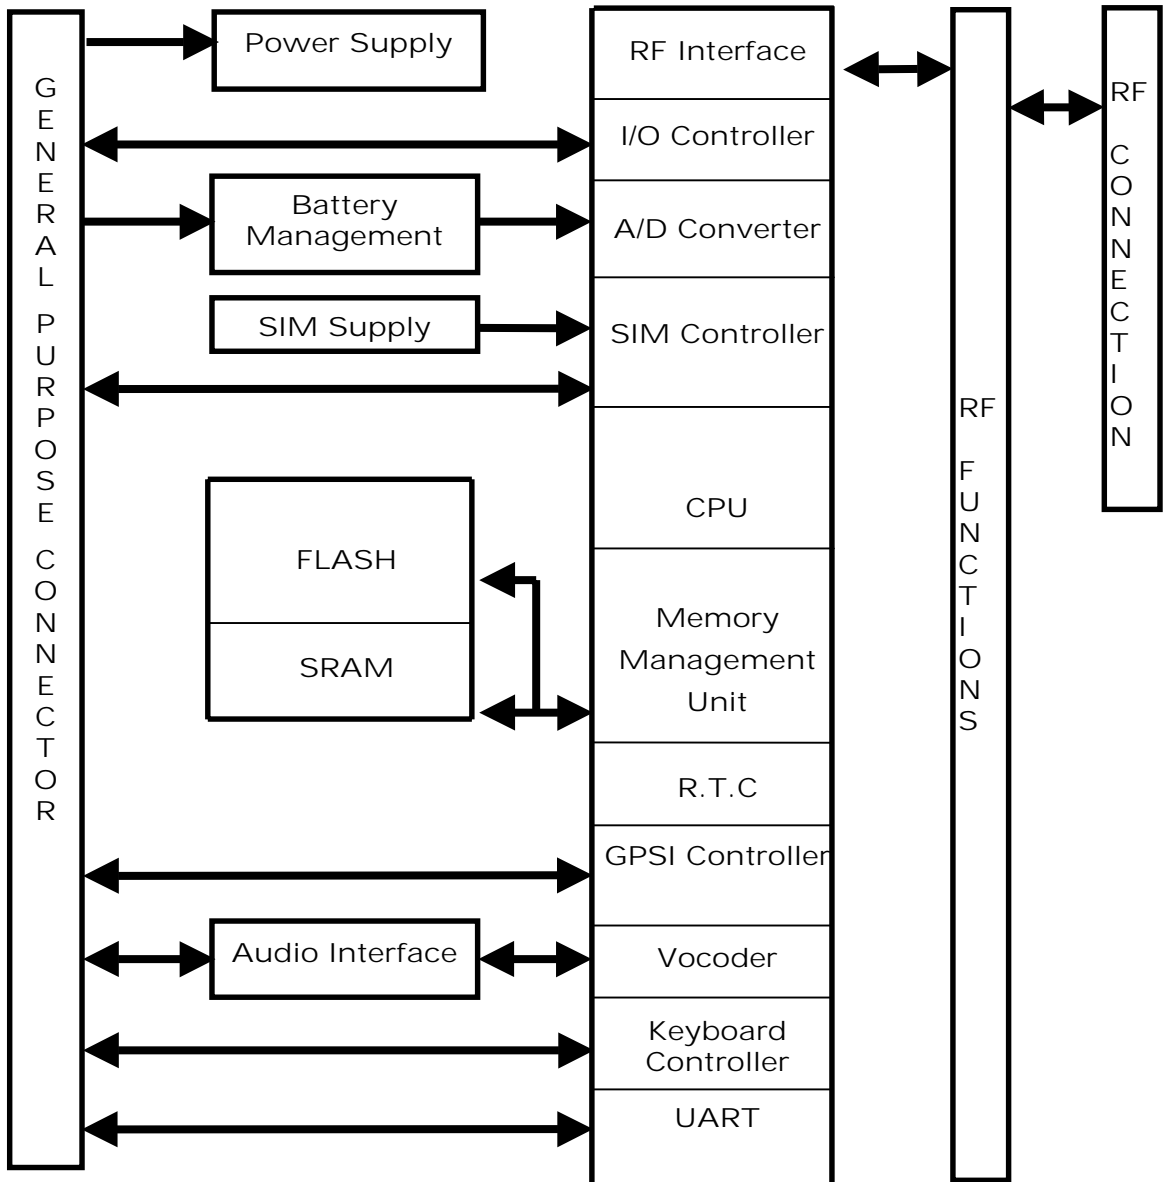 GENERAL PURPOSE CONNECTOR
Power Supply
Battery
Management
SIM Supply
FLASH
SRAM
Audio Interface
RF Interface
I/O Controller
A/D Converter
SIM Controller
CPU
Memory
Management
Unit
R.T.C
GPSI Controller
Vocoder
Keyboard
Controller
UART
RF FUNCTIONS
RF CONNECTION